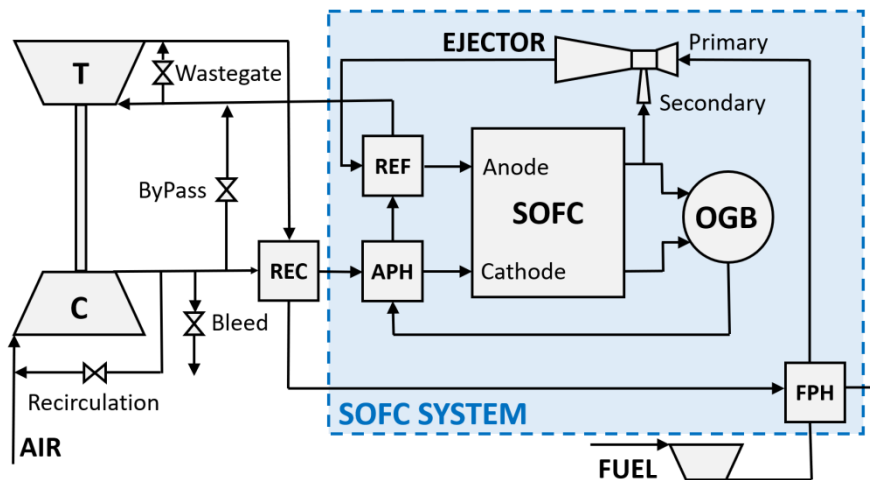 EJECTOR
Primary
T
Wastegate
Secondary
REF
Anode
ByPass
SOFC
OGB
REC
APH
Cathode
C
Bleed
Recirculation
FPH
SOFC SYSTEM
AIR
FUEL